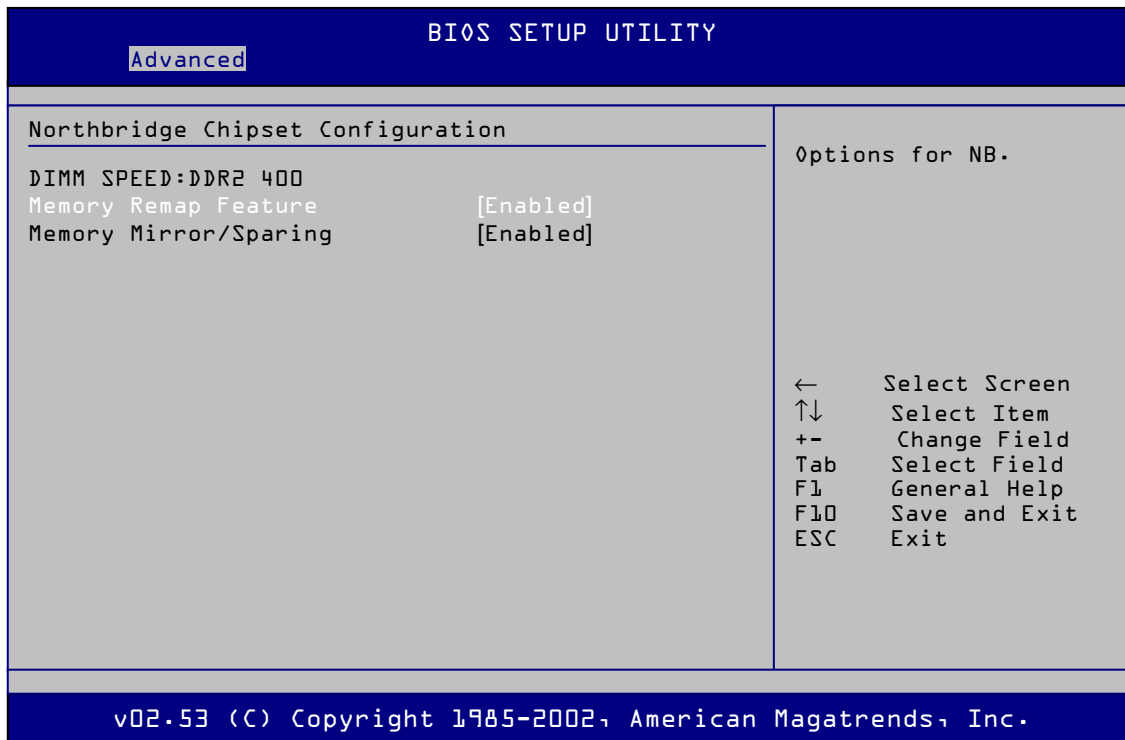 BIOS SETUP UTILITY
Advanced
Northbridge Chipset Configuration
DIMM SPEED:DDR2 400
Memory Remap Feature [Enabled]
Memory Mirror/Sparing [Enabled]
Options for NB.
← Select Screen
↑↓ Select Item
+- Change Field
Tab Select Field
F1 General Help
F10 Save and Exit
ESC Exit
v02.53 (C) Copyright 1985-2002, American Magatrends, Inc.